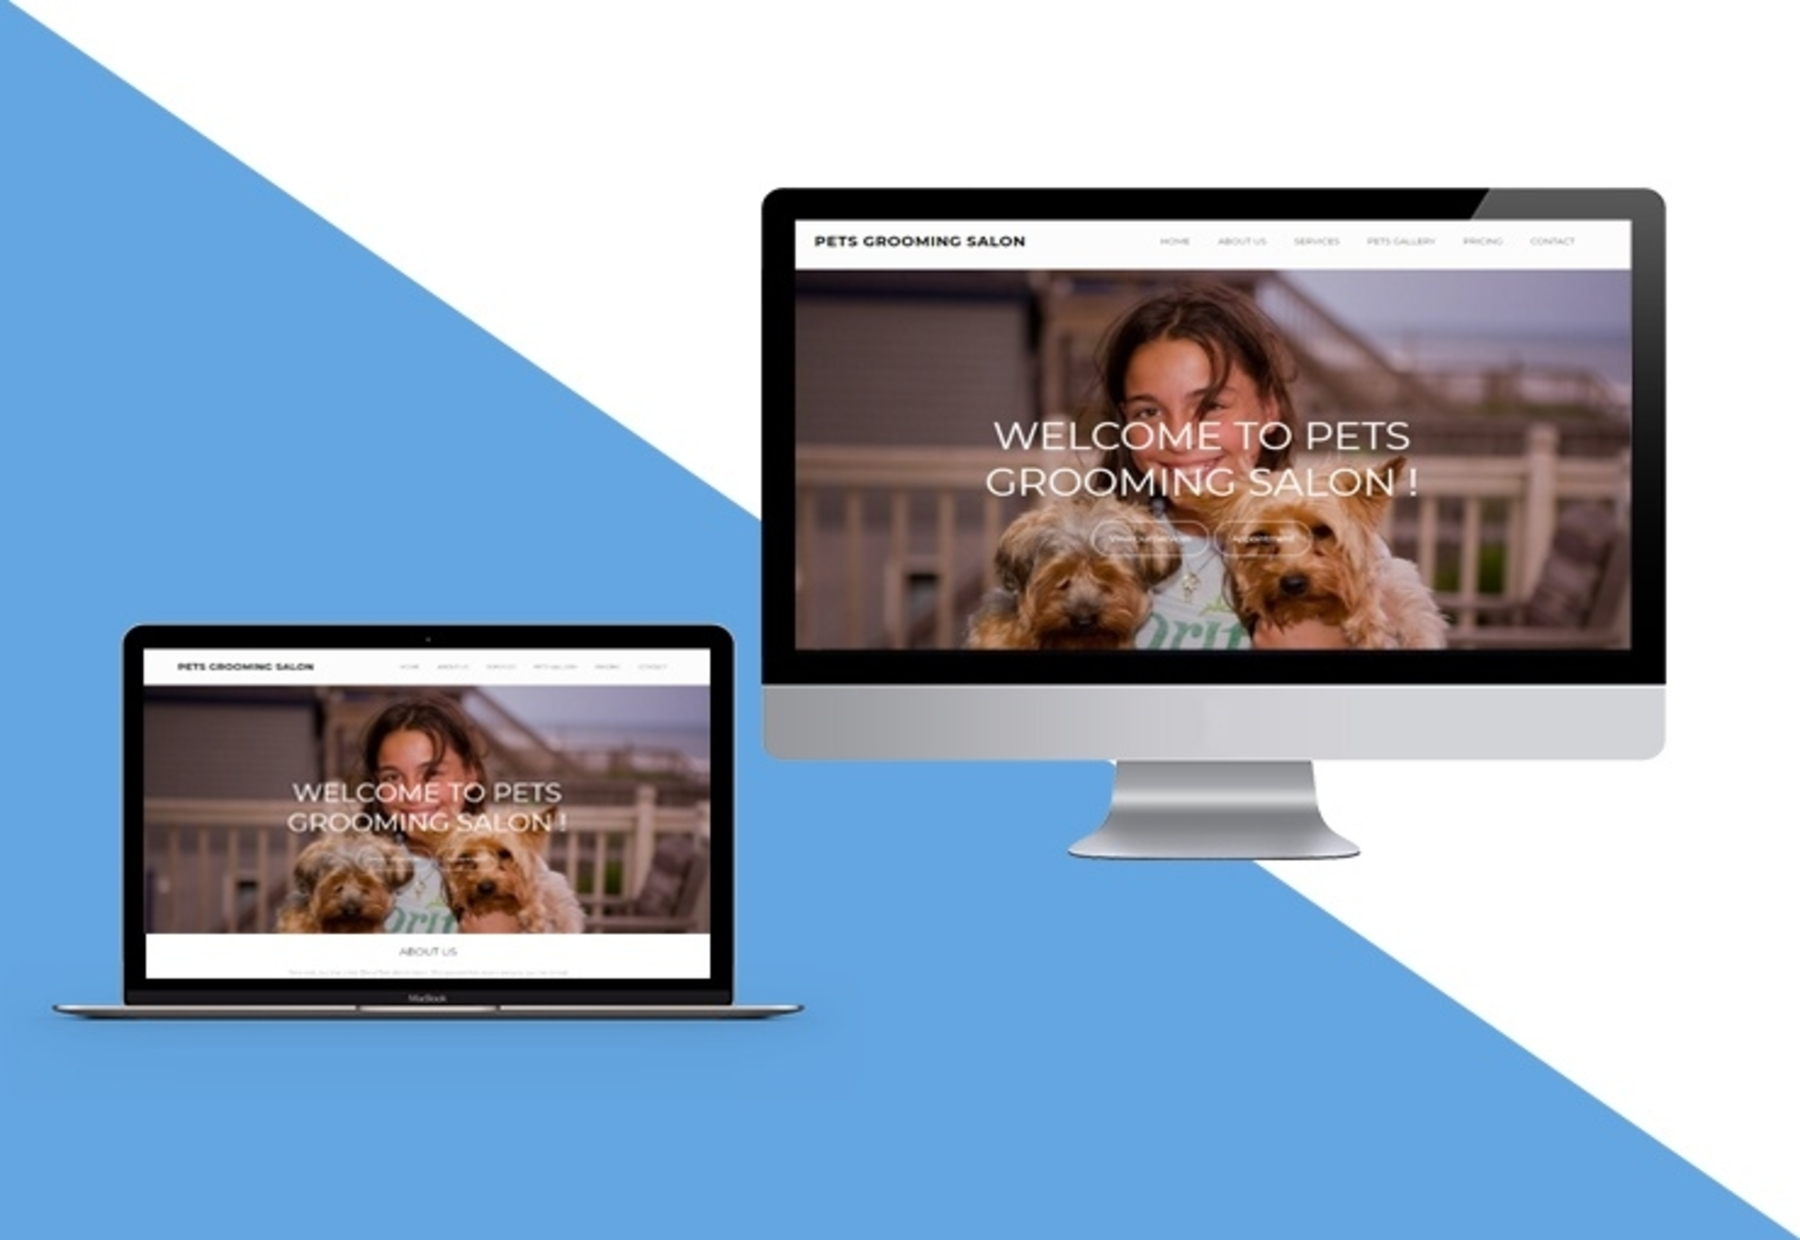 PETS GROOMING SALON
HOME ABOUT US SERVICES PETS GALLERY PRICING CONTACT
WELCOME TO PETS
GROOMING SALON !
View Our Services Appointment
Orit
PETS GROOMING SALON
HOME ABOUT US SERVICES PETS GALLERY PRICING CONTACT
WELCOME TO PETS
GROOMING SALON !
Orit
ABOUT US
MacBook